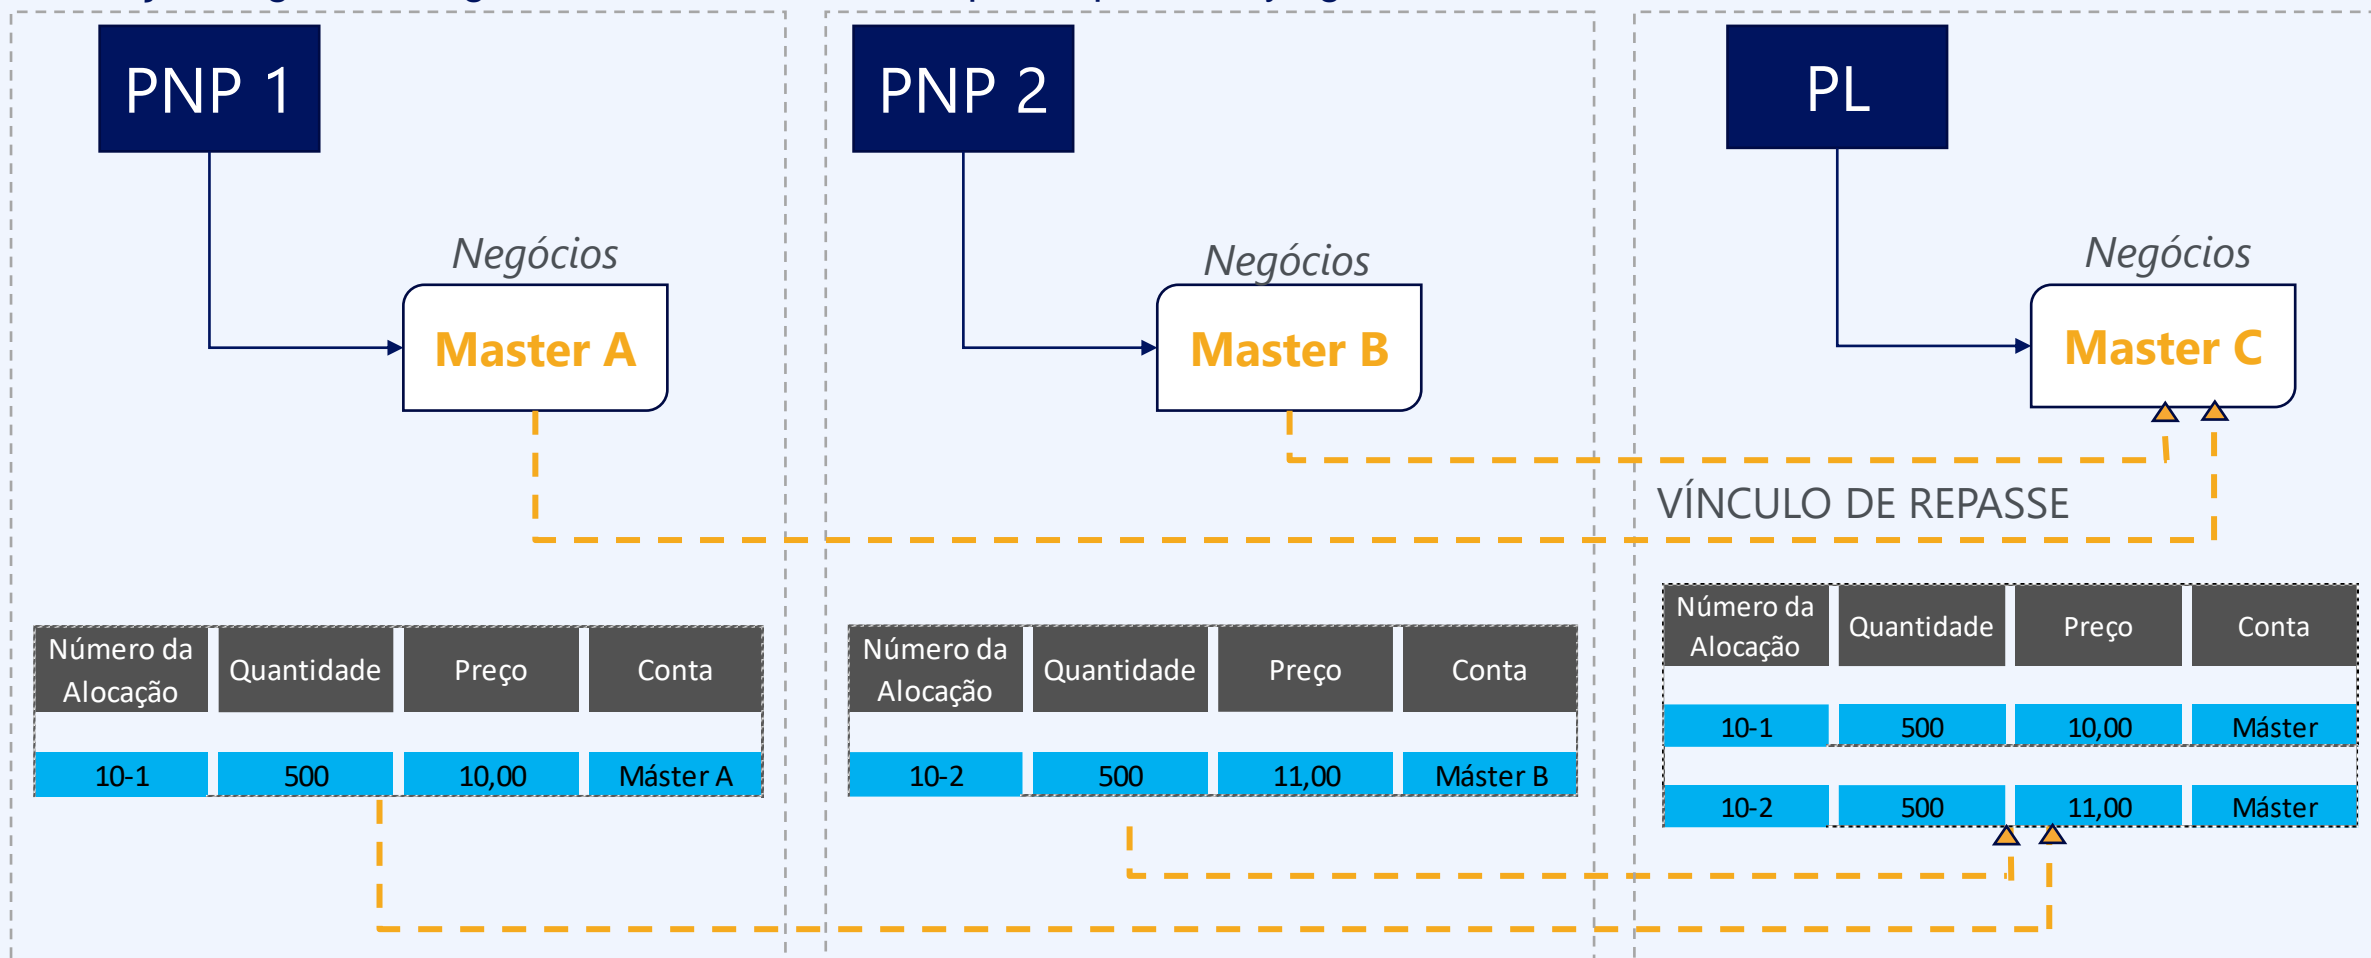 PNP 1
Negócios
Master A
PNP 2
Negócios
Master B
PL
Negócios
Master C
VÍNCULO DE REPASSE
Número da Alocação Quantidade Preço Conta
10-1 500 10,00 Máster A
Número da Alocação Quantidade Preço Conta
10-2 500 11,00 Máster B
Número da Alocação Quantidade Preço Conta
10-1 500 10,00 Máster
10-2 500 11,00 Máster